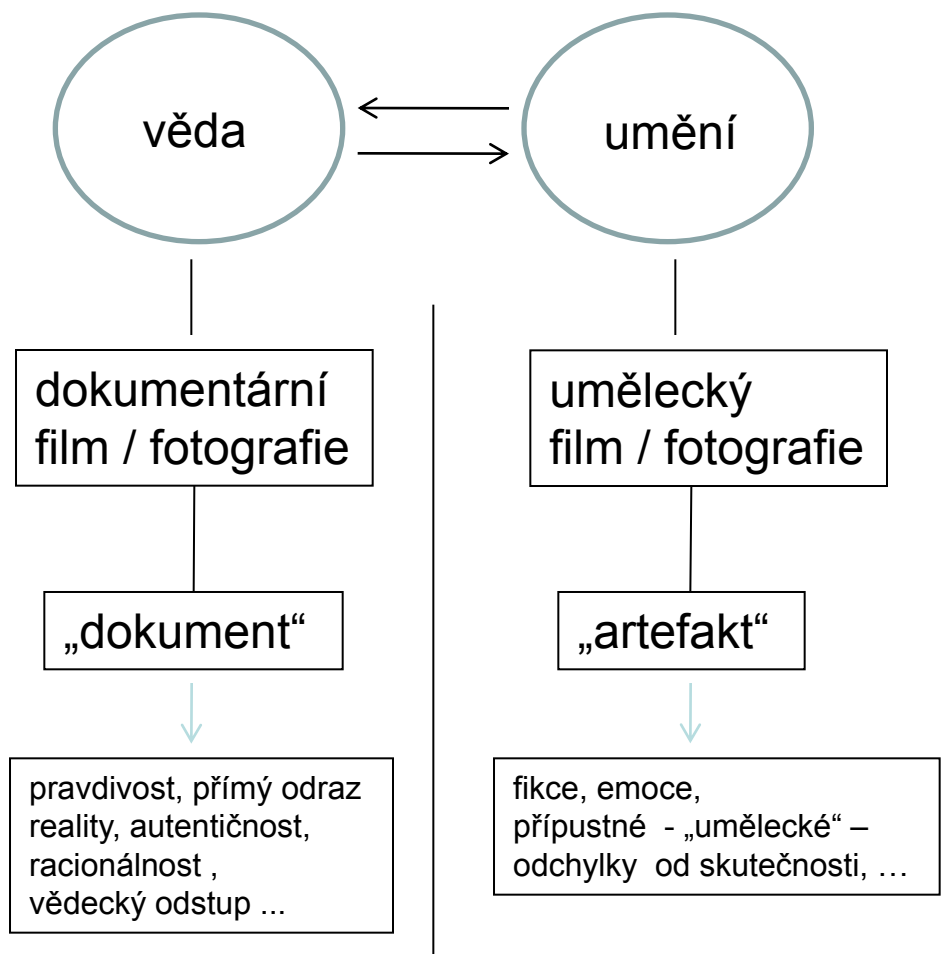 věda
umění
dokumentární
film / fotografie
umělecký
film / fotografie
„dokument“
„artefakt“
pravdivost, přímý odraz
reality, autentičnost,
racionálnost ,
vědecký odstup ...
fikce, emoce,
přípustné - „umělecké“ –
odchylky od skutečnosti, …